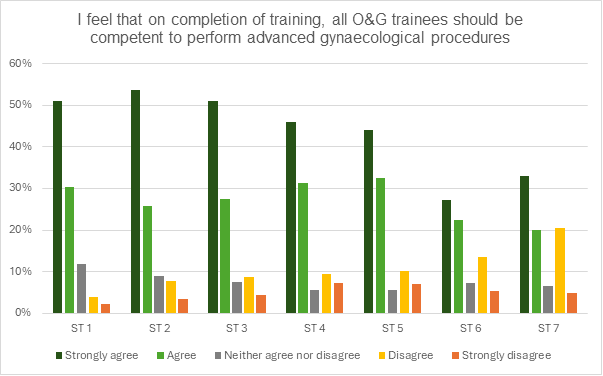 I feel that on completion of training, all O&G trainees should be
competent to perform advanced gynaecological procedures
60%
50%
40%
30%
20%
10%
0%
ST 1 ST 2 ST 3 ST 4 ST 5 ST 6 ST 7
Strongly agree Agree Neither agree nor disagree Disagree Strongly disagree